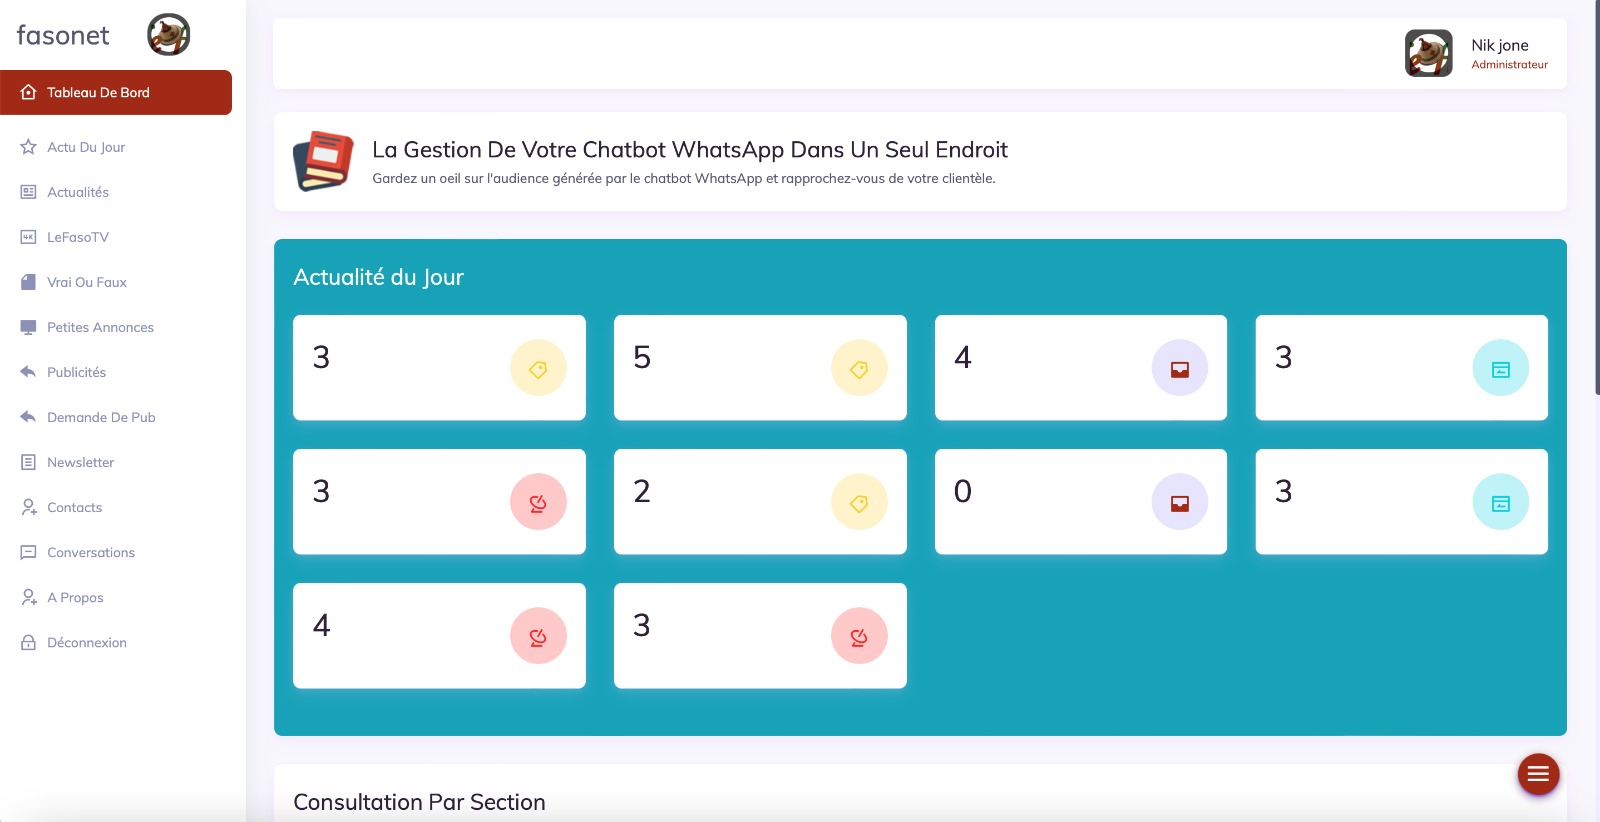 fasonet
Tableau De Bord
Actu Du Jour
Actualités
LeFasoTV
Vrai Ou Faux
Petites Annonces
Publicités
Demande De Pub
Newsletter
Contacts
Conversations
A Propos
Déconnexion
Nik jone
Administrateur
La Gestion De Votre Chatbot WhatsApp Dans Un Seul Endroit
Gardez un oeil sur l'audience générée par le chatbot WhatsApp et rapprochez-vous de votre clientèle.
Actualité du Jour
3
5
4
3
3
2
0
3
4
3
Consultation Par Section